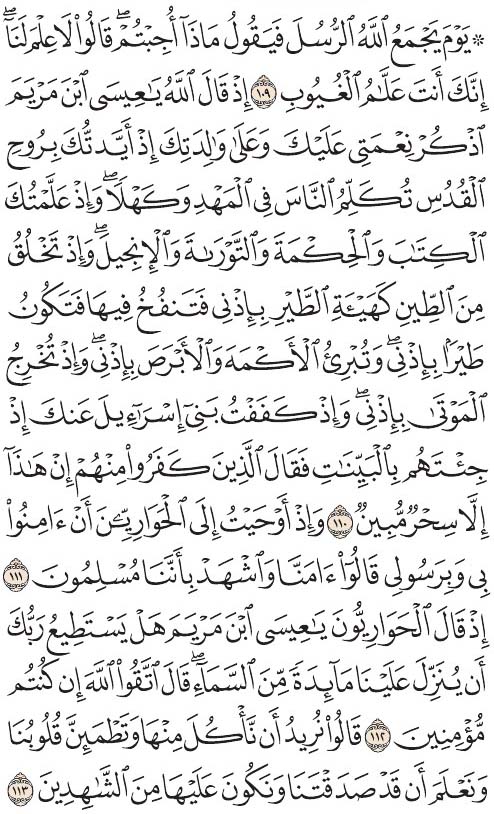 ۞ يَوْمَ يَجْمَعُ ٱللَّهُ ٱلرُّسُلَ فَيَقُولُ مَاذَآ أُجِبْتُمْۖ قَالُوا۟ لَا عِلْمَ لَنَآۖ
إِنَّكَ أَنتَ عَلَّـٰمُ ٱلْغُيُوبِ ١٠٩ إِذْ قَالَ ٱللَّهُ يَـٰعِيسَى ٱبْنَ مَرْيَمَ
ٱذْكُرْ نِعْمَتِى عَلَيْكَ وَعَلَىٰ وَٰلِدَتِكَ إِذْ أَيَّدتُّكَ بِرُوحِ
ٱلْقُدُسِ تُكَلِّمُ ٱلنَّاسَ فِى ٱلْمَهْدِ وَكَهْلًاۖ وَإِذْ عَلَّمْتُكَ
ٱلْكِتَـٰبَ وَٱلْحِكْمَةَ وَٱلتَّوْرَىٰةَ وَٱلْإِنجِيلَۖ وَإِذْ تَخْلُقُ
مِنَ ٱلطِّينِ كَهَيْـَٔةِ ٱلطَّيْرِ بِإِذْنِى فَتَنفُخُ فِيهَا فَتَكُونُ
طَيْرًۢا بِإِذْنِىۖ وَتُبْرِئُ ٱلْأَكْمَهَ وَٱلْأَبْرَصَ بِإِذْنِىۖ وَإِذْ تُخْرِجُ
ٱلْمَوْتَىٰ بِإِذْنِىۖ وَإِذْ كَفَفْتُ بَنِىٓ إِسْرَٰٓءِيلَ عَنكَ إِذْ
جِئْتَهُم بِٱلْبَيِّنَـٰتِ فَقَالَ ٱلَّذِينَ كَفَرُوا۟ مِنْهُمْ إِنْ هَـٰذَآ
إِلَّا سِحْرٌ مُّبِينٌ ١١٠ وَإِذْ أَوْحَيْتُ إِلَى ٱلْحَوَارِيِّـۧنَ أَنْ ءَامِنُوا۟
بِى وَبِرَسُولِى قَالُوٓا۟ ءَامَنَّا وَٱشْهَدْ بِأَنَّنَا مُسْلِمُونَ ١١١
إِذْ قَالَ ٱلْحَوَارِيُّونَ يَـٰعِيسَى ٱبْنَ مَرْيَمَ هَلْ يَسْتَطِيعُ رَبُّكَ
أَن يُنَزِّلَ عَلَيْنَا مَآئِدَةً مِّنَ ٱلسَّمَآءِۖ قَالَ ٱتَّقُوا۟ ٱللَّهَ إِن كُنتُم
مُّؤْمِنِينَ ١١٢ قَالُوا۟ نُرِيدُ أَن نَّأْكُلَ مِنْهَا وَتَطْمَئِنَّ قُلُوبُنَا
وَنَعْلَمَ أَن قَدْ صَدَقْتَنَا وَنَكُونَ عَلَيْهَا مِنَ ٱلشَّـٰهِدِينَ ١١٣